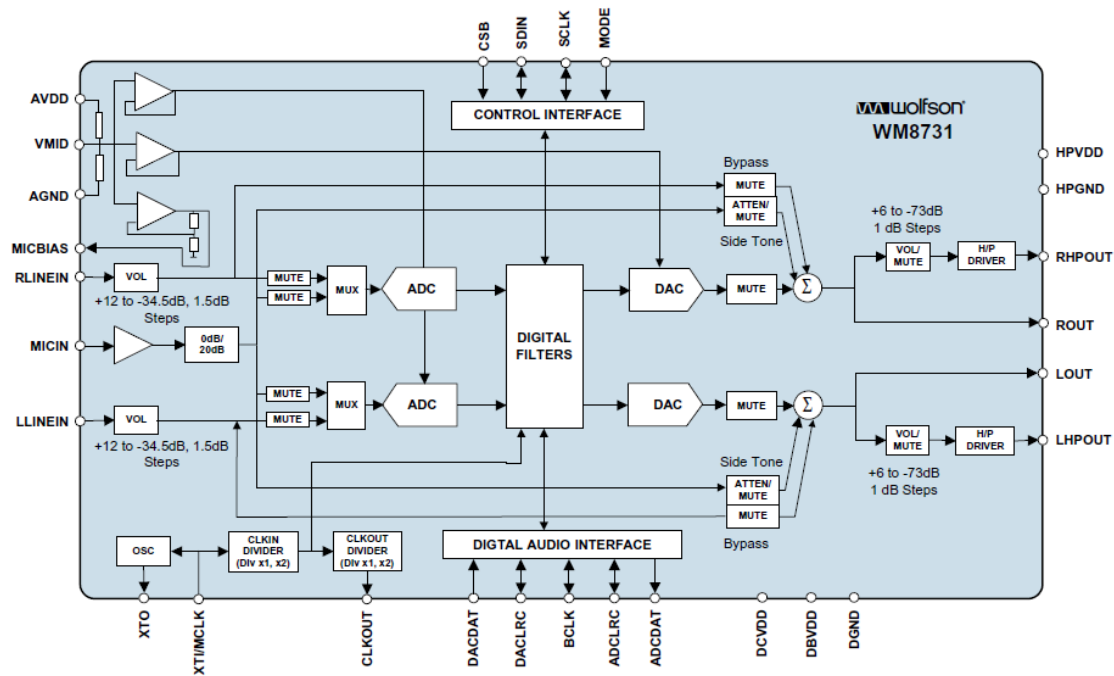 CSB
SDIN
SCLK
MODE
AVDD
VMID
AGND
MICBIAS
RLINEIN
MICIN
LLINEIN
CONTROL INTERFACE
wolfson®
WM8731
HPVDD
HPGND
RHPOUT
ROUT
LOUT
LHPOUT
Bypass
MUTE
ATTEN/
MUTE
Side Tone
+6 to -73dB
1 dB Steps
VOL/
MUTE
H/P
DRIVER
VOL
+12 to -34.5dB, 1.5dB
Steps
MUTE
MUTE
MUX
ADC
DIGITAL
FILTERS
DAC
MUTE
Σ
0dB/
20dB
VOL
+12 to -34.5dB, 1.5dB
Steps
MUTE
MUTE
MUX
ADC
DAC
MUTE
Σ
VOL/
MUTE
H/P
DRIVER
+6 to -73dB
1 dB Steps
Side Tone
ATTEN/
MUTE
MUTE
Bypass
OSC
CLKIN
DIVIDER
(Div x1, x2)
CLKOUT
DIVIDER
(Div x1, x2)
DIGTAL AUDIO INTERFACE
XTO
XTI/MCLK
CLKOUT
DACDAT
DACLRC
BCLK
ADCLRC
ADCDAT
DCVDD
DBVDD
DGND